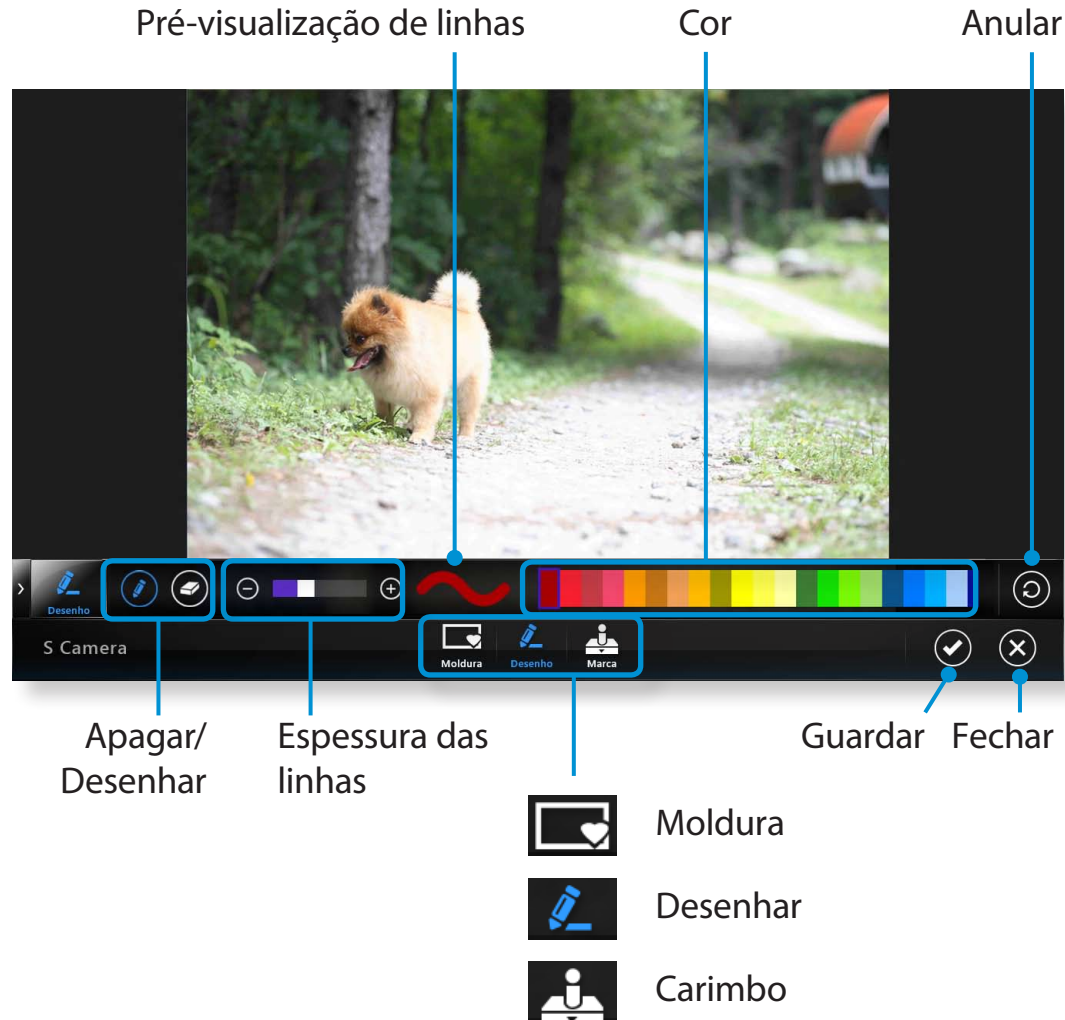 Pré-visualização de linhas
Cor
Anular
Desenho
S Camera
Moldura
Desenho
Marca
Apagar/
Desenhar
Espessura das
linhas
Guardar
Fechar
Moldura
Desenhar
Carimbo